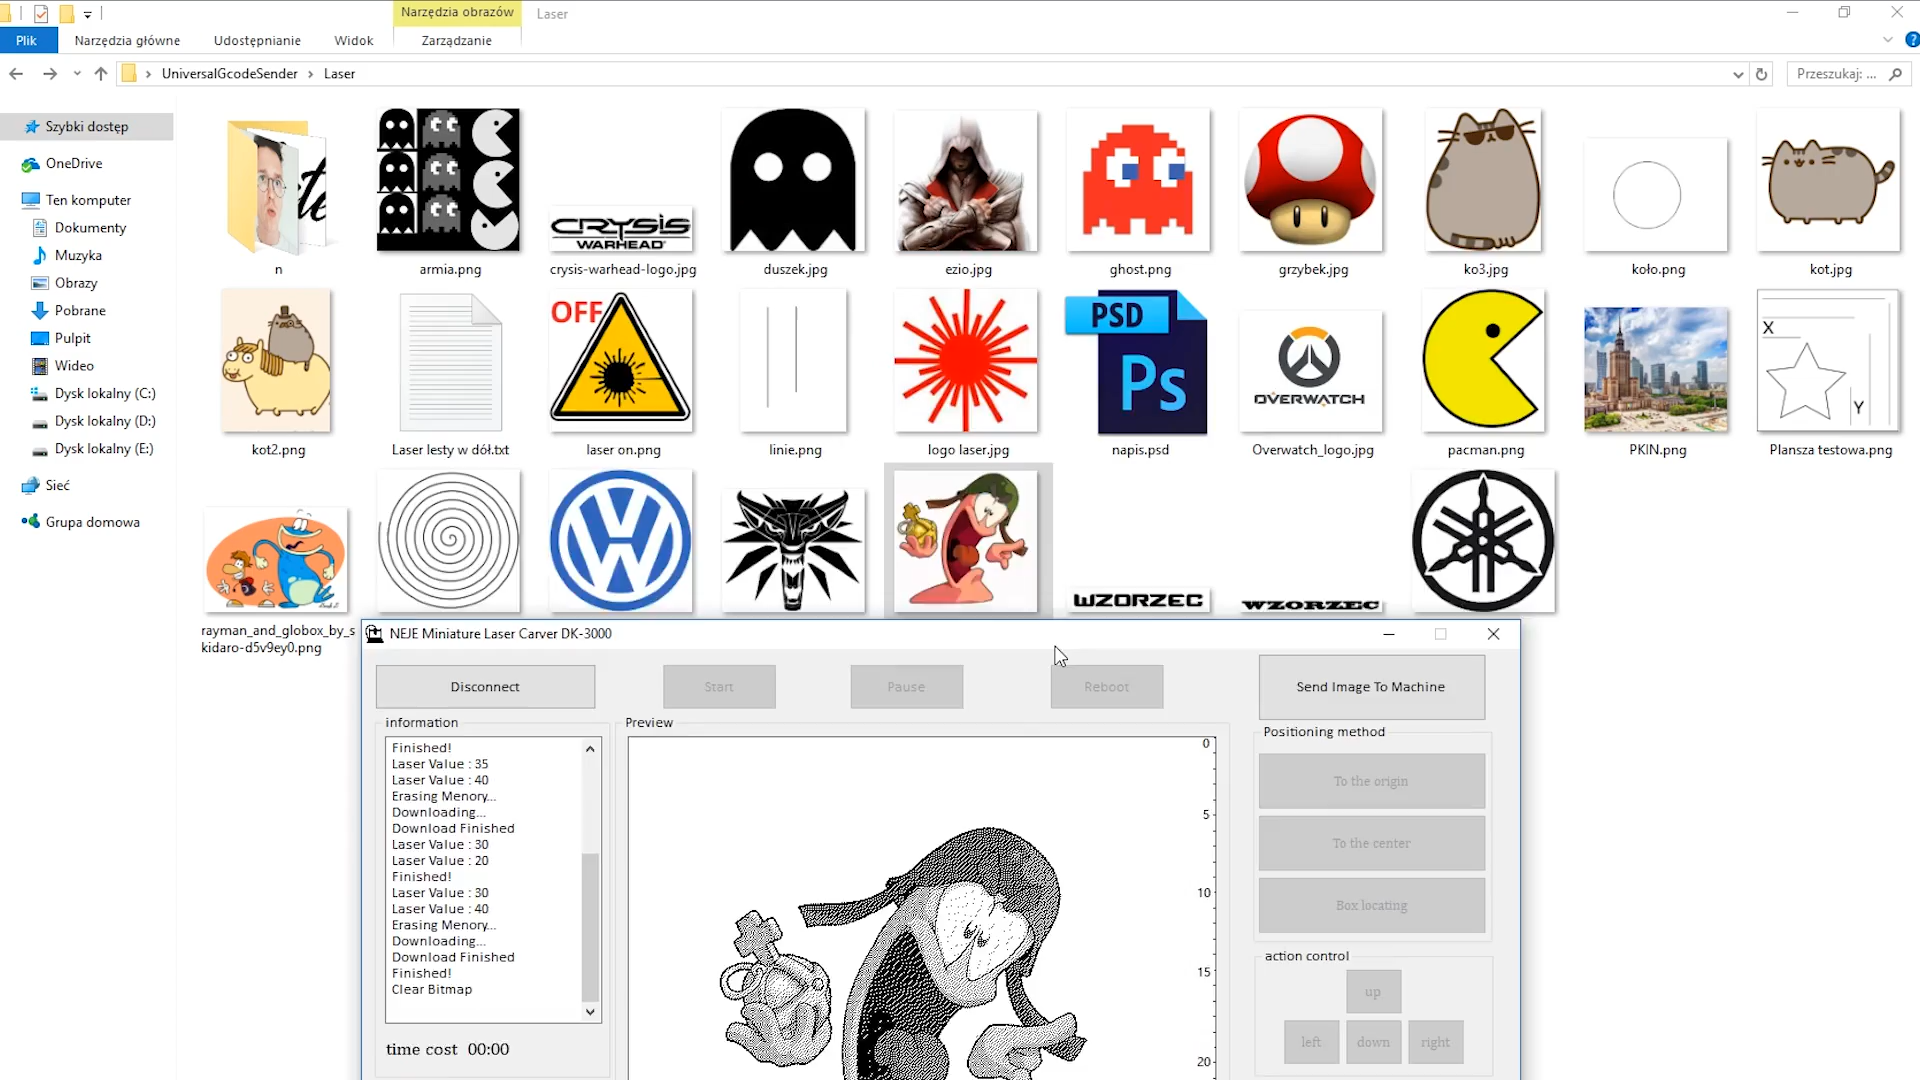 Narzędzia obrazów
Laser
Plik
Narzędzia główne
Udostępnianie
Widok
Zarządzanie
?
UniversalGcodeSender
Laser
Przeszukaj: ...
Szybki dostęp
OneDrive
Ten komputer
Dokumenty
Muzyka
Obrazy
Pobrane
Pulpit
Wideo
Dysk lokalny (C:)
Dysk lokalny (D:)
Dysk lokalny (E:)
Sieć
Grupa domowa
CRYSIS
WARHEAD
n
armia.png
crysis-warhead-logo.jpg
duszek.jpg
ezio.jpg
ghost.png
grzybek.jpg
ko3.jpg
koło.png
kot.jpg
OFF
PSD
Ps
OVERWATCH
X
Y
kot2.png
Laser lesty w dół.txt
laser on.png
linie.png
logo laser.jpg
napis.psd
Overwatch_logo.jpg
pacman.png
PKIN.png
Plansza testowa.png
WZORZEC
WZORZEC
rayman_and_globox_by_s
kidaro-d5v9ey0.png
NEJE Miniature Laser Carver DK-3000
Disconnect
Start
Pause
Reboot
Send Image To Machine
information
Finished!
Laser Value : 35
Laser Value : 40
Erasing Menory...
Downloading...
Download Finished
Laser Value : 30
Laser Value : 20
Finished!
Laser Value : 30
Laser Value : 40
Erasing Menory...
Downloading...
Download Finished
Finished!
Clear Bitmap
time cost 00:00
Preview
0
5
10
15
20
Positioning method
To the origin
To the center
Box locating
action control
up
left
down
right